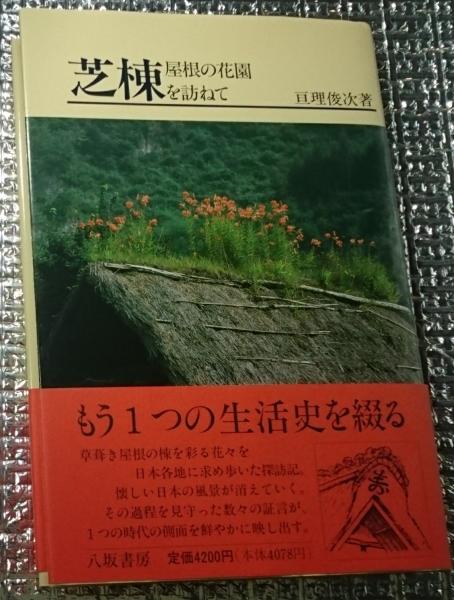 芝棟
屋根の花園
を訪ねて
亘理俊次著
もう1つの生活史を綴る
草葺き屋根の棟を彩る花々を
日本各地に求め歩いた探訪記。
懐しい日本の風景が消えていく。
その過程を見守った数々の証言が、
1つの時代の側面を鮮やかに映し出す。
八坂書房 定価4200円(本体4078円)